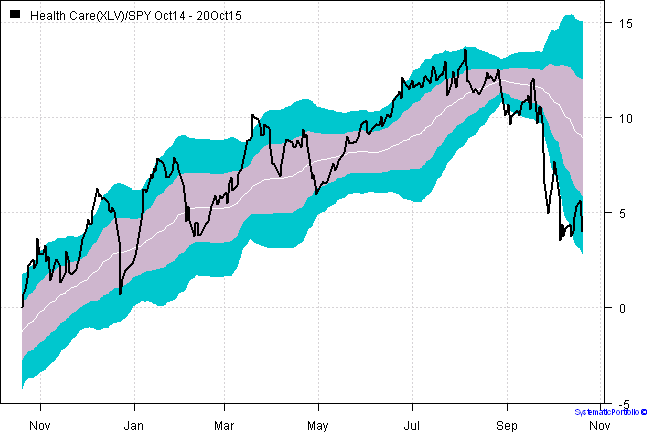 Health Care(XLV)/SPY Oct14 - 20Oct15
15
10
5
0
-5
SystematicPortfolio ©
Nov Jan Mar May Jul Sep Nov